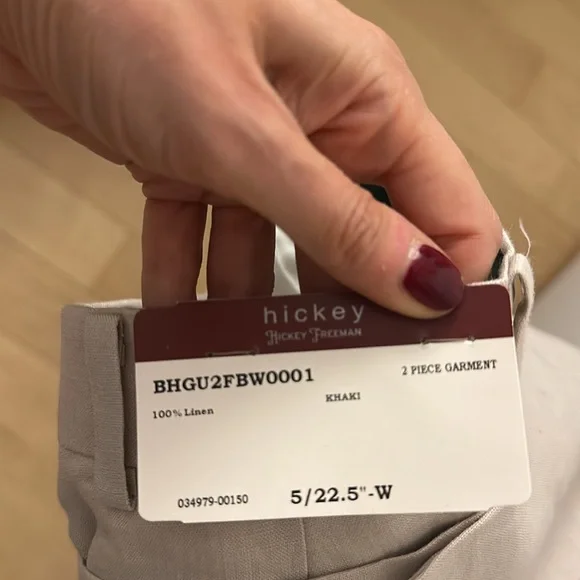 hickey
HICKEY FREEMAN
BHGU2FBW0001
2 PIECE GARMENT
KHAKI
100% Linen
034979-00150
5/22.5"-W